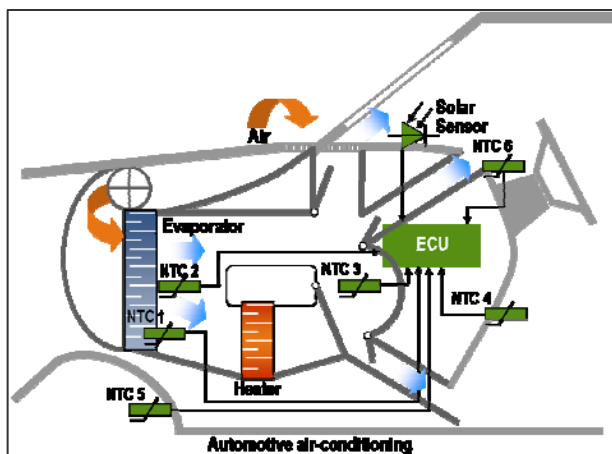 Solar
Sensor
Air
NTC 6
Evaporator
ECU
NTC 2
NTC 3
NTC 4
NTC 1
Heater
NTC 5
Automotive air-conditioning